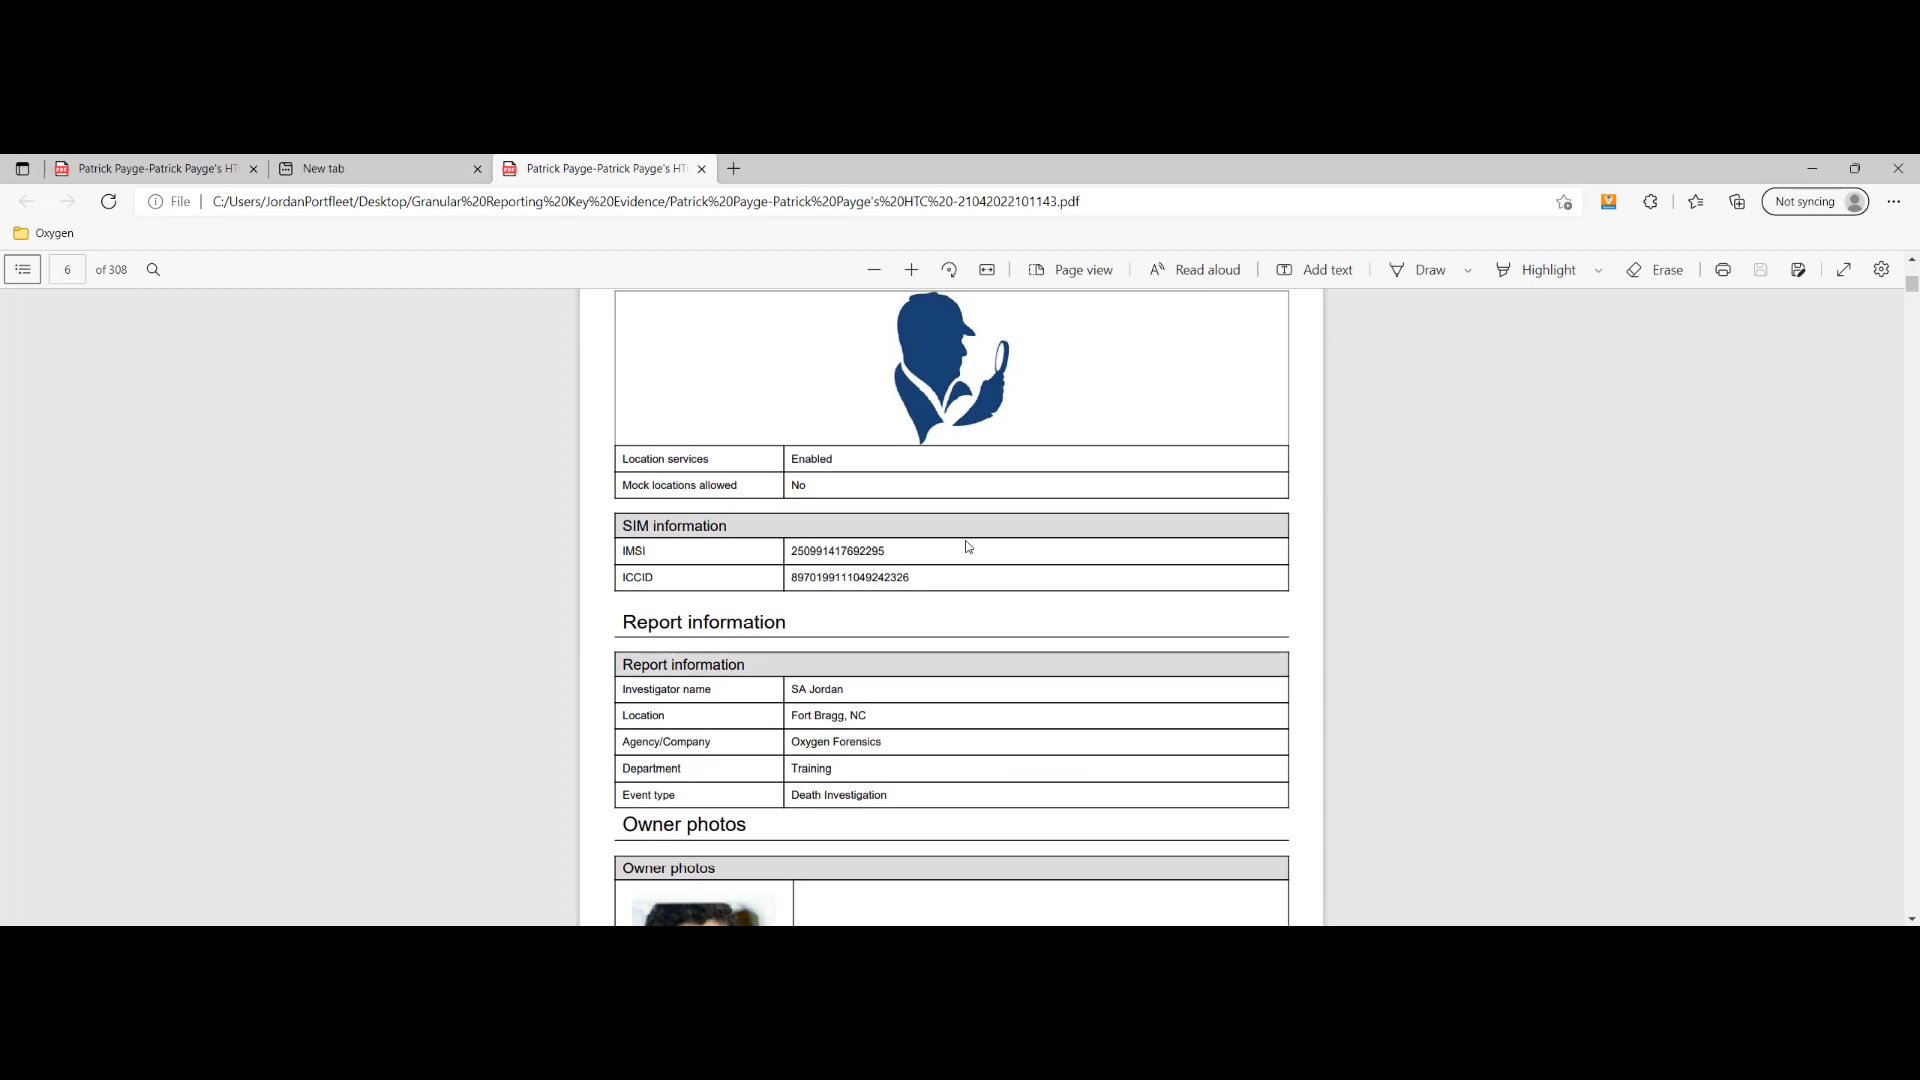 Patrick Payge-Patrick Payge's HT
New tab
Patrick Payge-Patrick Payge's HT
File
C:/Users/JordanPortfleet/Desktop/Granular%20Reporting%20Key%20Evidence/Patrick%20Payge-Patrick%20Payge's%20HTC%20-21042022101143.pdf
Not syncing
Oxygen
6 of 308
Page view
Read aloud
Add text
Draw
Highlight
Erase
Location services Enabled
Mock locations allowed No
SIM information
IMSI 250991417692295
ICCID 8970199111049242326
Report information
Report information
Investigator name SA Jordan
Location Fort Bragg, NC
Agency/Company Oxygen Forensics
Department Training
Event type Death Investigation
Owner photos
Owner photos